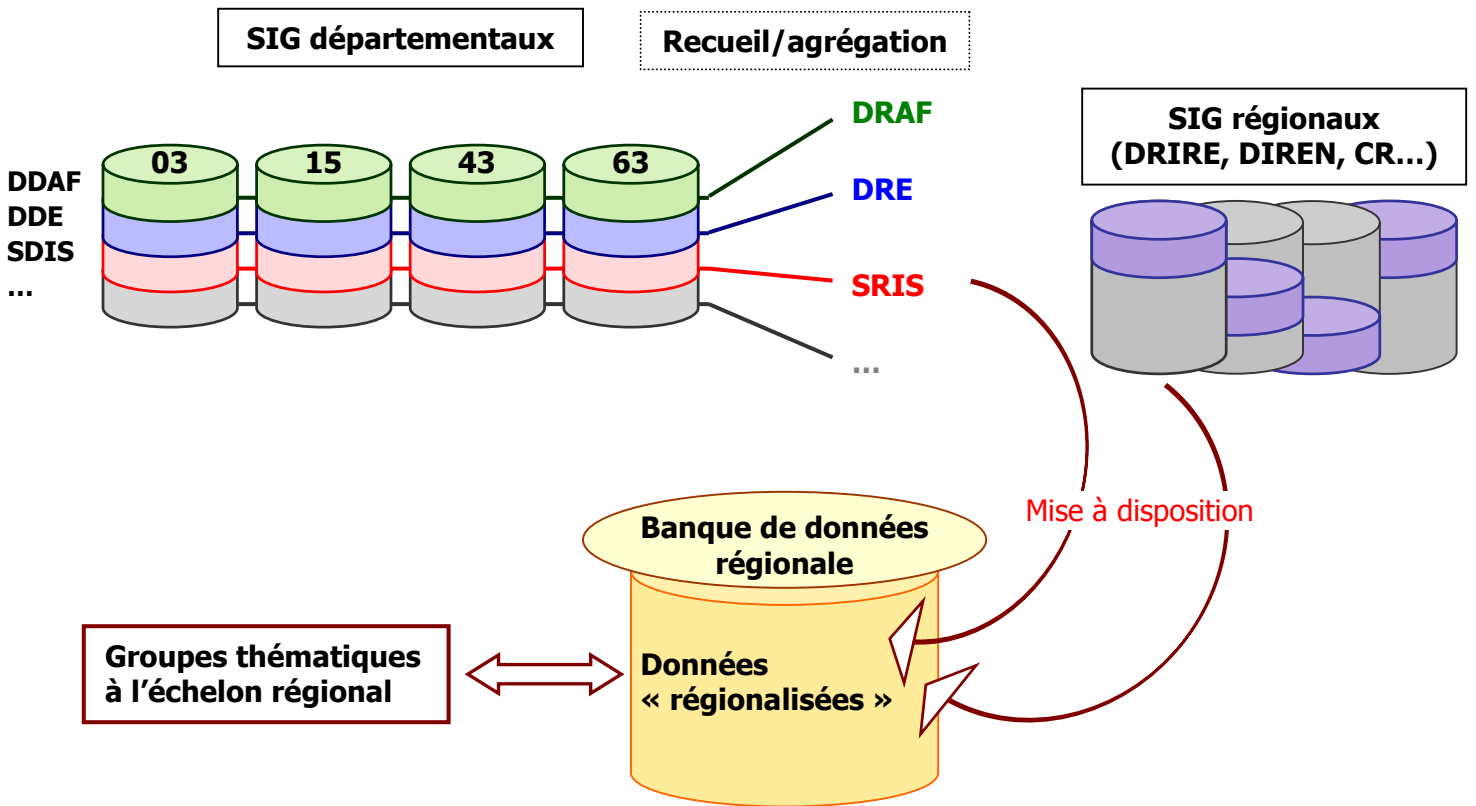 SIG départementaux
Recueil/agrégation
SIG régionaux
(DRIRE, DIREN, CR...)
03
15
43
63
DDAF
DDE
SDIS
...
DRAF
DRE
SRIS
...
Mise à disposition
Banque de données
régionale
Données
« régionalisées »
Groupes thématiques
à l’échelon régional